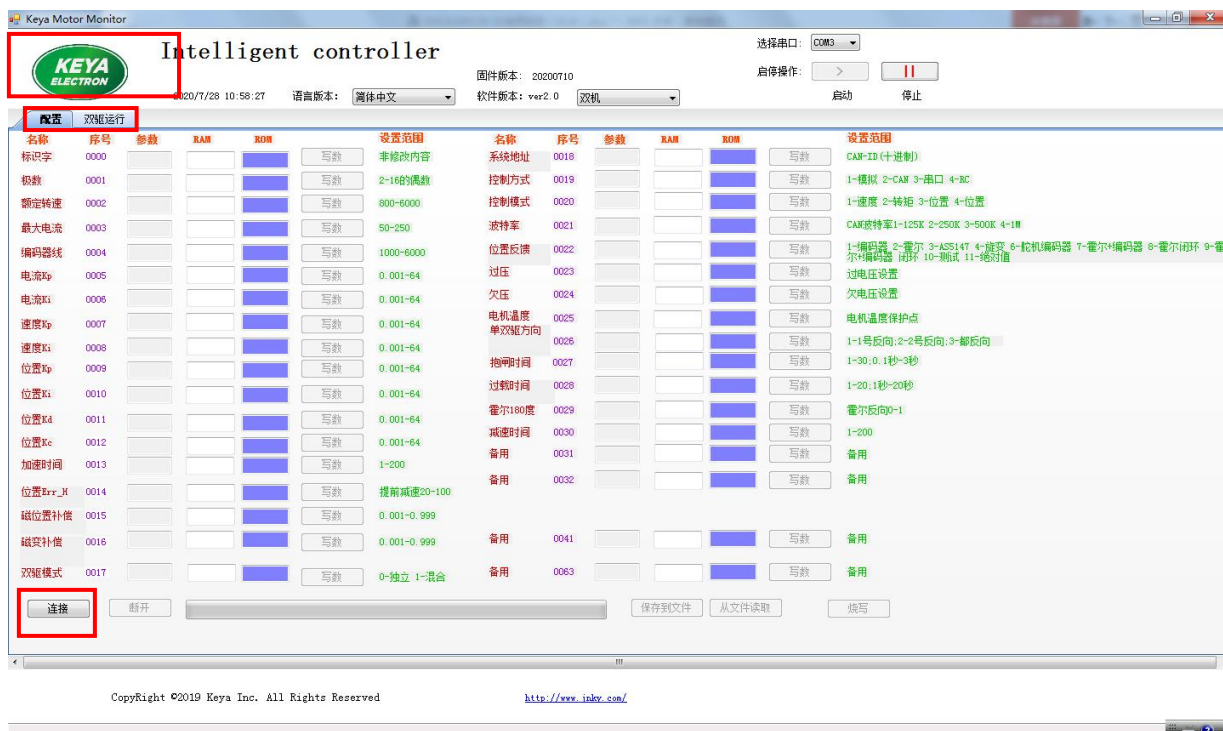 Keya Motor Monitor
KEYA
ELECTRON
Intelligent controller
选择串口: COM3
固件版本: 20200710
启停操作: > II
2020/7/28 10:58:27 语言版本: 简体中文 软件版本: ver2.0 双机 启动 停止
配置 双驱运行
名称 序号 参数 RAM ROM 设置范围 名称 序号 参数 RAM ROM 设置范围
标识字 0000 写数 非修改内容 系统地址 0018 写数 CAN-ID(十进制)
极数 0001 写数 2-16的偶数 控制方式 0019 写数 1-模拟 2-CAN 3-串口 4-RC
额定转速 0002 写数 800-6000 控制模式 0020 写数 1-速度 2-转矩 3-位置 4-位置
最大电流 0003 写数 50-250 波特率 0021 写数 CAN波特率1-125K 2-250K 3-500K 4-1M
编码器线 0004 写数 1000-6000 位置反馈 0022 写数 1-编码器 2-霍尔 3-AS5147 4-旋变 6-舵机编码器 7-霍尔+编码器 8-霍尔闭环 9-霍
尔+编码器 闭环 10-测试 11-绝对值
电流Kp 0005 写数 0.001-64 过压 0023 写数 过电压设置
电流Ki 0006 写数 0.001-64 欠压 0024 写数 欠电压设置
速度Kp 0007 写数 0.001-64 电机温度 0025 写数 电机温度保护点
速度Ki 0008 写数 0.001-64 单双驱方向 0026 写数 1-1号反向;2-2号反向;3-都反向
位置Kp 0009 写数 0.001-64 抱闸时间 0027 写数 1-30:0.1秒-3秒
位置Ki 0010 写数 0.001-64 过载时间 0028 写数 1-20:1秒-20秒
位置Kd 0011 写数 0.001-64 霍尔180度 0029 写数 霍尔反向0-1
位置Kc 0012 写数 0.001-64 减速时间 0030 写数 1-200
加速时间 0013 写数 1-200 备用 0031 写数 备用
位置Err_H 0014 写数 提前减速20-100 备用 0032 写数 备用
磁位置补偿 0015 写数 0.001-0.999
磁变补偿 0016 写数 0.001-0.999 备用 0041 写数 备用
双驱模式 0017 写数 0-独立 1-混合 备用 0063 写数 备用
连接 断开 保存到文件 从文件读取 烧写
CopyRight ©2019 Keya Inc. All Rights Reserved http://www.jnky.com/